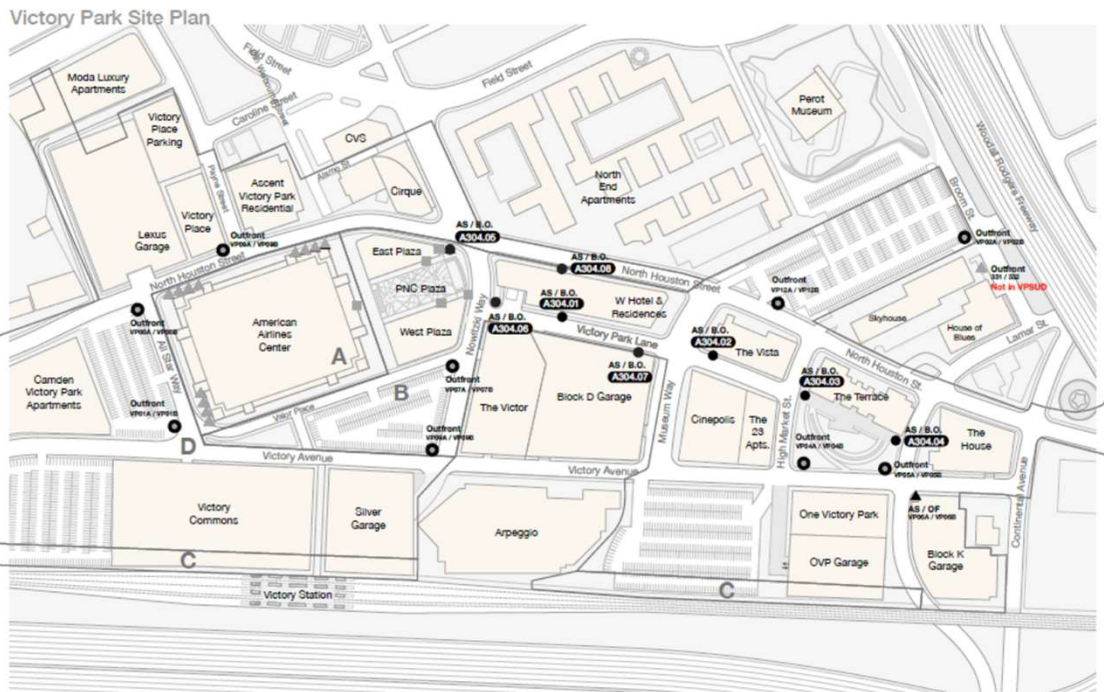 Victory Park Site Plan
Field Street
Field Street
Moda Luxury
Apartments
Caroline Street
Victory
Place
Parking
CVS
Alamo St.
Payne Street
Ascent
Victory Park
Residential
Cirque
Victory
Place
Lexus
Garage
Outfront
North Houston Street
North
End
Apartments
Perot
Museum
Woodall Rodgers Freeway
Broom St.
Outfront
VP02A / VP02B
Outfront
331 / 332
Not in VPSUD
AS / B.O.
A304.05
East Plaza
PNC Plaza
West Plaza
Nowitzki Way
AS / B.O.
A304.08
North Houston Street
AS / B.O.
A304.01
W Hotel &
Residences
AS / B.O.
A304.06
Outfront
VP12A / VP12B
Skyhouse
House of
Blues
Lamar St.
Outfront
All Star Way
American
Airlines
Center
A
Victory Park Lane
AS / B.O.
A304.02
The Vista
North Houston St.
AS / B.O.
A304.07
AS / B.O.
A304.03
The Terrace
Camden
Victory Park
Apartments
Outfront
VP01A / VP01B
Outfront
VP07A / VP07B
B
Valor Place
The Victor
Block D Garage
Museum Way
Cinepolis
The
23
Apts.
High Market St.
Outfront
VP04A / VP04B
AS / B.O.
A304.04
The
House
Outfront
D
Victory Avenue
Outfront
Victory Avenue
Outfront
VP05A / VP05B
Continental Avenue
Victory
Commons
Silver
Garage
Arpeggio
One Victory Park
OVP Garage
AS / OF
Block K
Garage
C
C
Victory Station